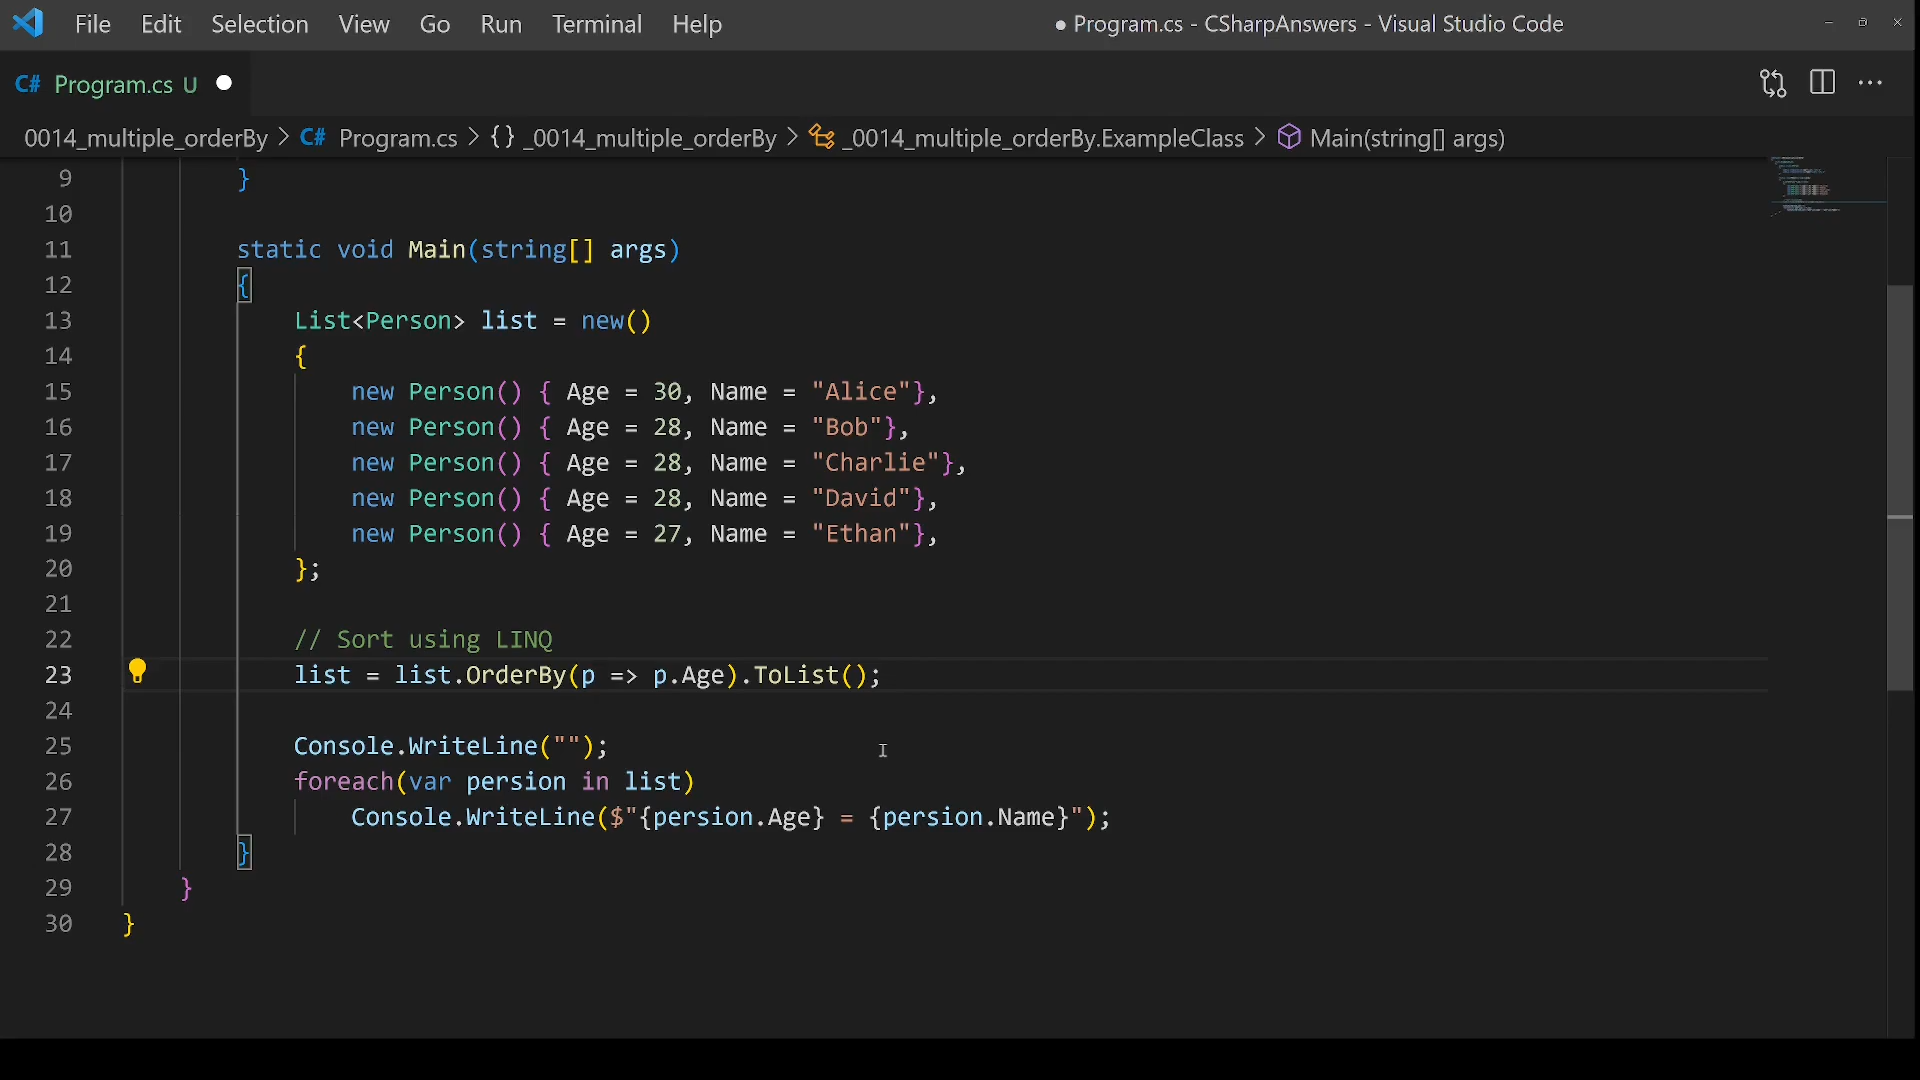 File Edit Selection View Go Run Terminal Help ● Program.cs - CSharpAnswers - Visual Studio Code
C# Program.cs U
0014_multiple_orderBy > C# Program.cs > {} _0014_multiple_orderBy > _0014_multiple_orderBy.ExampleClass > Main(string[] args)
9 }
10
11 static void Main(string[] args)
12 {
13 List<Person> list = new()
14 {
15 new Person() { Age = 30, Name = "Alice"},
16 new Person() { Age = 28, Name = "Bob"},
17 new Person() { Age = 28, Name = "Charlie"},
18 new Person() { Age = 28, Name = "David"},
19 new Person() { Age = 27, Name = "Ethan"},
20 };
21
22 // Sort using LINQ
23 list = list.OrderBy(p => p.Age).ToList();
24
25 Console.WriteLine("");
26 foreach(var persion in list)
27 Console.WriteLine($"{persion.Age} = {persion.Name}");
28 }
29 }
30 }